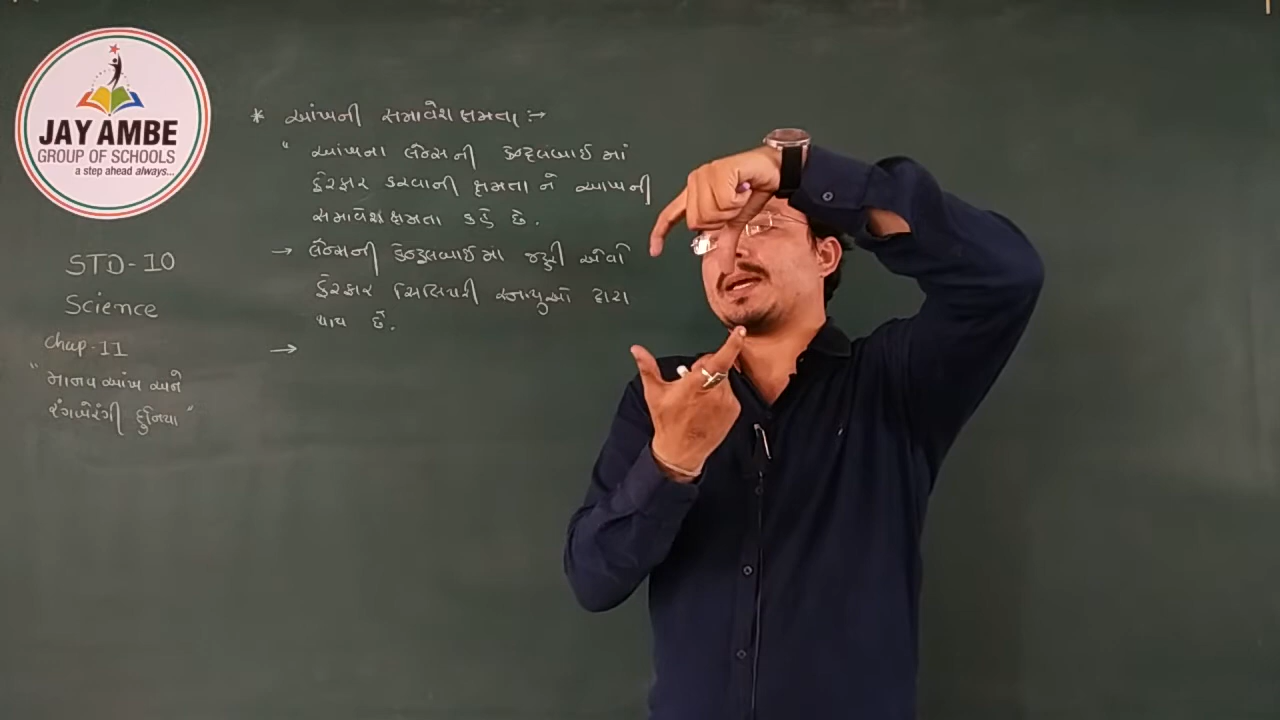 JAY AMBE
GROUP OF SCHOOLS
a step ahead always...
STD-10
Science
Chap-11
"માનવ આંખ અને
રંગબેરંગી દુનિયા"
* આંખની સમાવેશ ક્ષમતા :→
" આંખના લેન્સ ની કેન્દ્રલંબાઈ માં
ફેરફાર કરવાની ક્ષમતા ને આંખની
સમાવેશ ક્ષમતા કહે છે.
→ લેન્સની કેન્દ્રલંબાઈ માં જરૂરી એવો
ફેરફાર સિલિયરી સ્નાયુઓ દ્વારા
થાય છે.
→